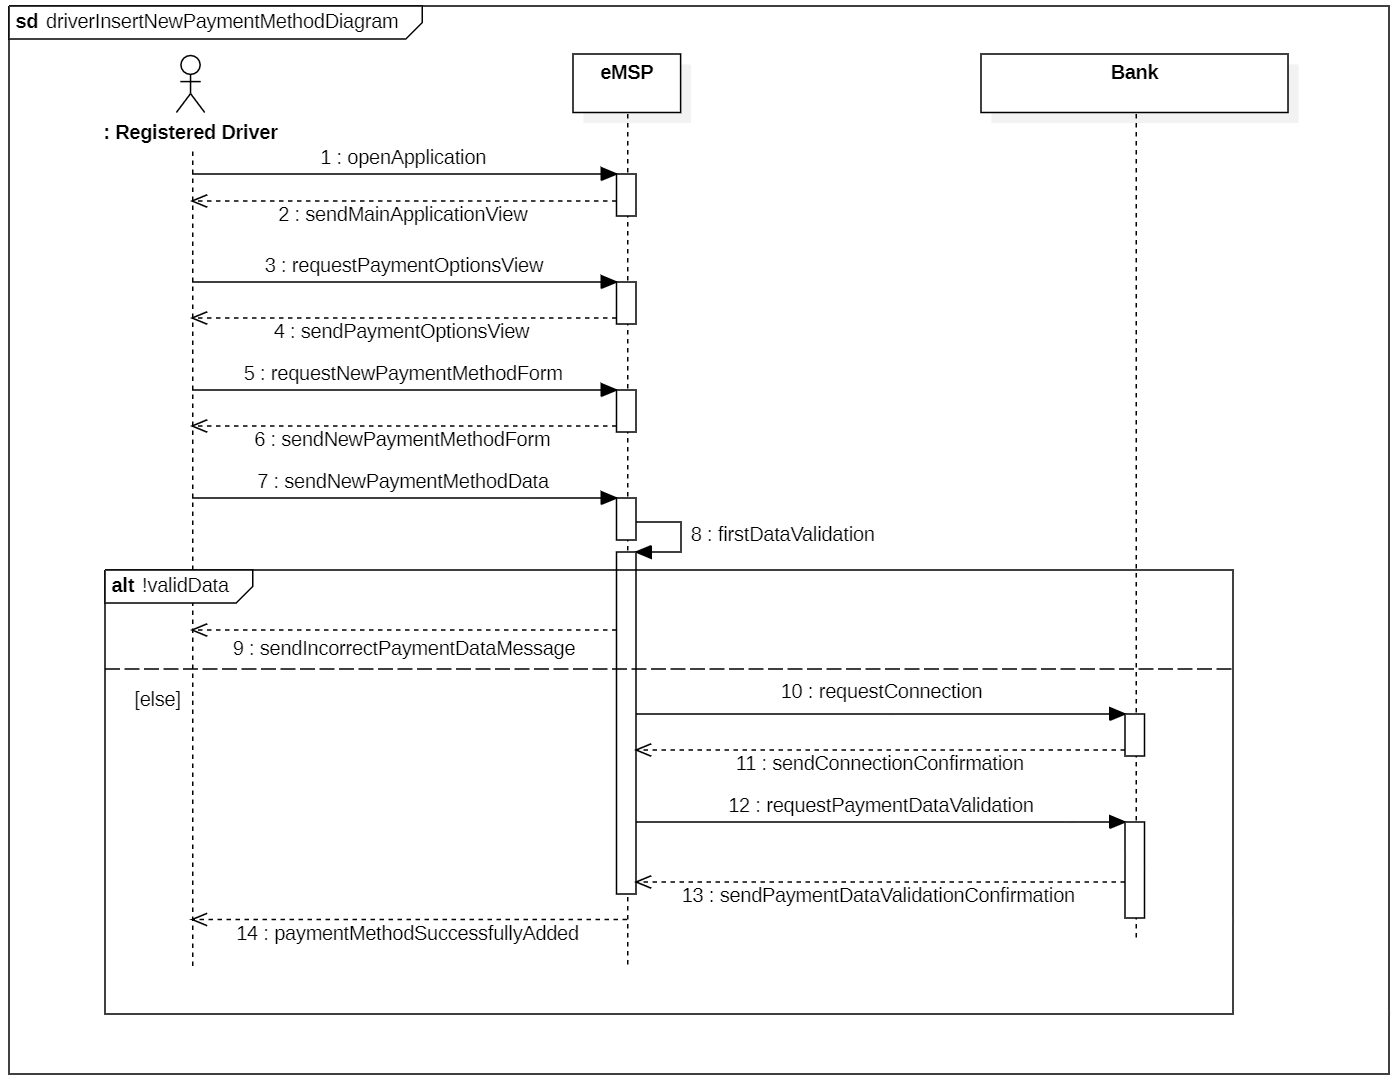 sd driverInsertNewPaymentMethodDiagram
eMSP
Bank
: Registered Driver
1 : openApplication
2 : sendMainApplicationView
3 : requestPaymentOptionsView
4 : sendPaymentOptionsView
5 : requestNewPaymentMethodForm
6 : sendNewPaymentMethodForm
7 : sendNewPaymentMethodData
8 : firstDataValidation
alt !validData
9 : sendIncorrectPaymentDataMessage
[else]
10 : requestConnection
11 : sendConnectionConfirmation
12 : requestPaymentDataValidation
13 : sendPaymentDataValidationConfirmation
14 : paymentMethodSuccessfullyAdded